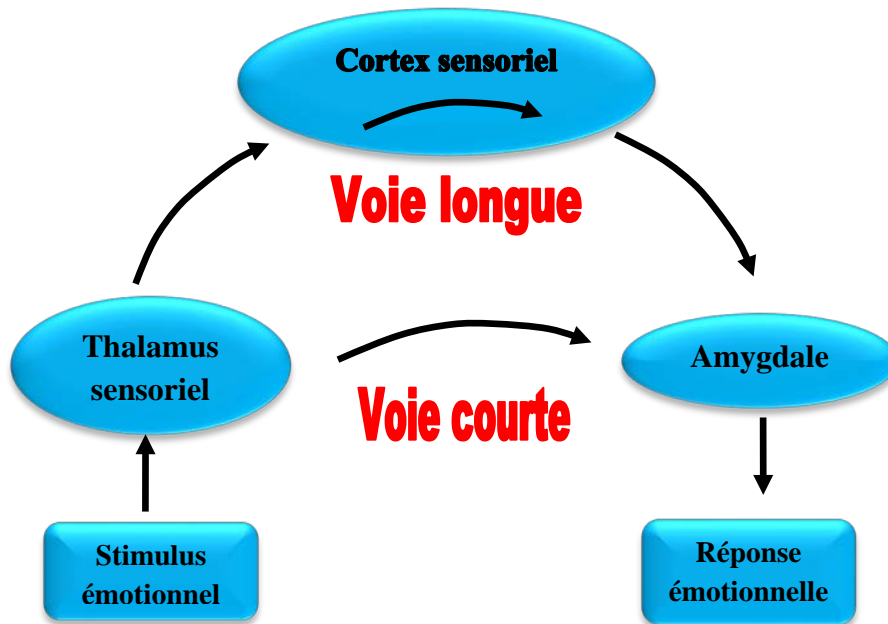 Cortex sensoriel
Voie longue
Thalamus
sensoriel
Amygdale
Voie courte
Stimulus
émotionnel
Réponse
émotionnelle